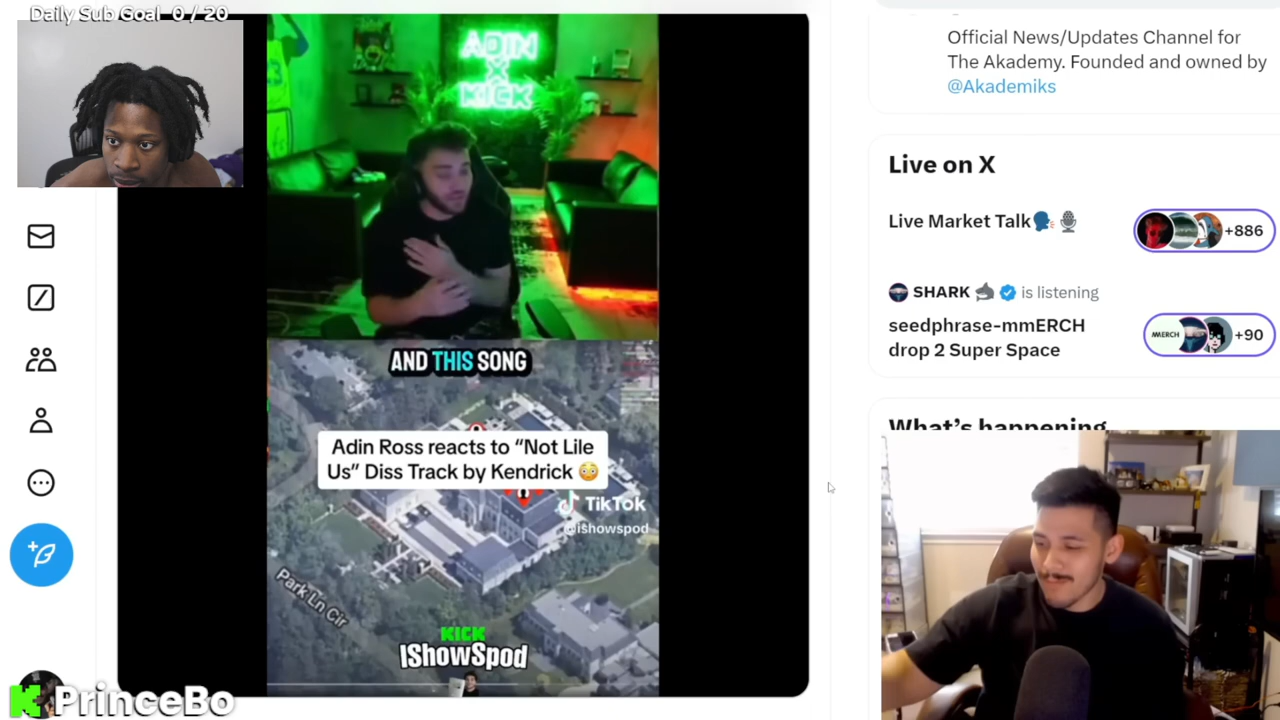 Daily Sub Goal 0 / 20
ADIN
X
KICK
AND THIS SONG
Adin Ross reacts to “Not Lile
Us” Diss Track by Kendrick
TikTok
@ishowspod
Park Ln Cir
KICK
IShowSpod
K PrinceBo
Official News/Updates Channel for
The Akademy. Founded and owned by
@Akademiks
Live on X
Live Market Talk
+886
SHARK is listening
seedphrase-mmERCH
drop 2 Super Space
MMERCH
+90
What’s happening